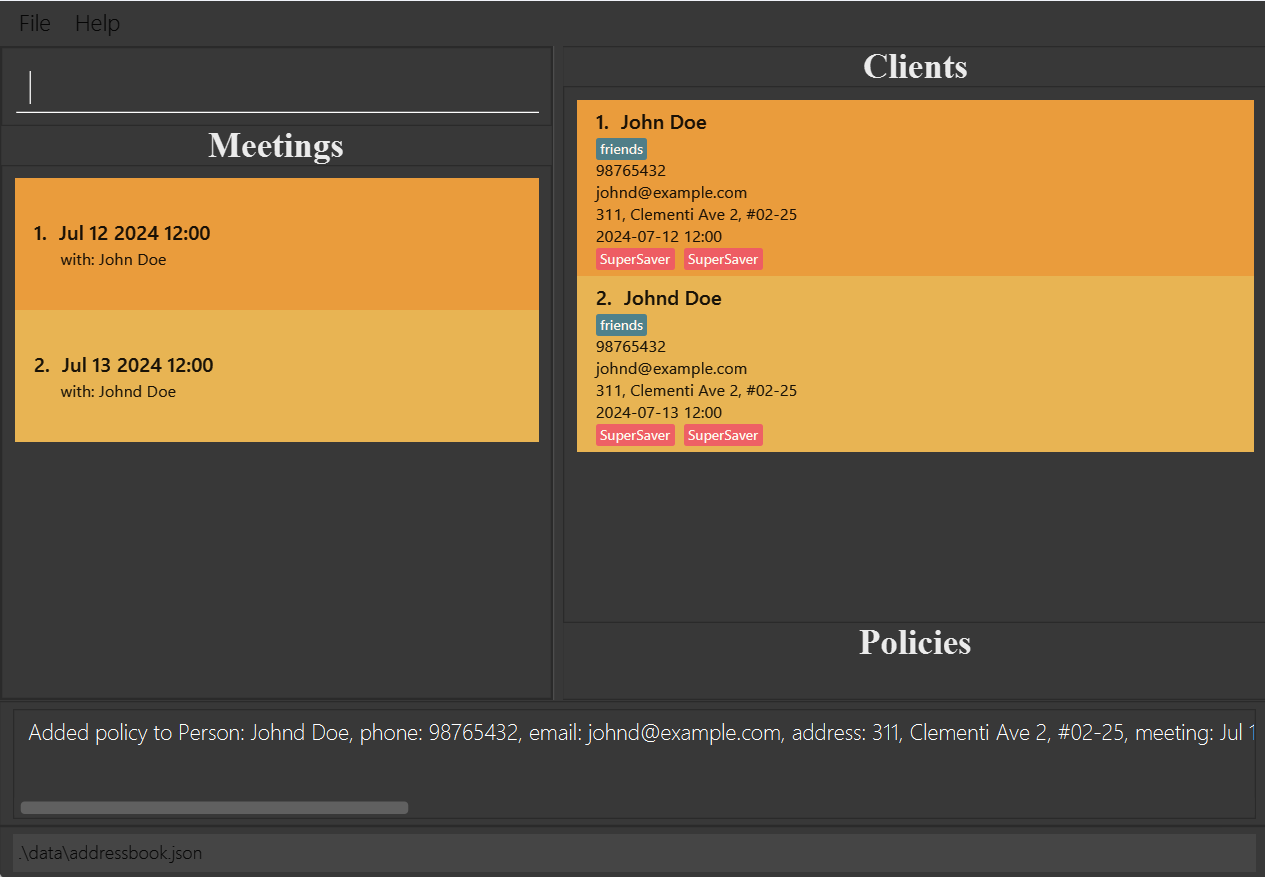 File Help
Meetings
1. Jul 12 2024 12:00
with: John Doe
2. Jul 13 2024 12:00
with: Johnd Doe
Clients
1. John Doe
friends
98765432
johnd@example.com
311, Clementi Ave 2, #02-25
2024-07-12 12:00
SuperSaver SuperSaver
2. Johnd Doe
friends
98765432
johnd@example.com
311, Clementi Ave 2, #02-25
2024-07-13 12:00
SuperSaver SuperSaver
Policies
Added policy to Person: Johnd Doe, phone: 98765432, email: johnd@example.com, address: 311, Clementi Ave 2, #02-25, meeting: Jul 1
.\data\addressbook.json